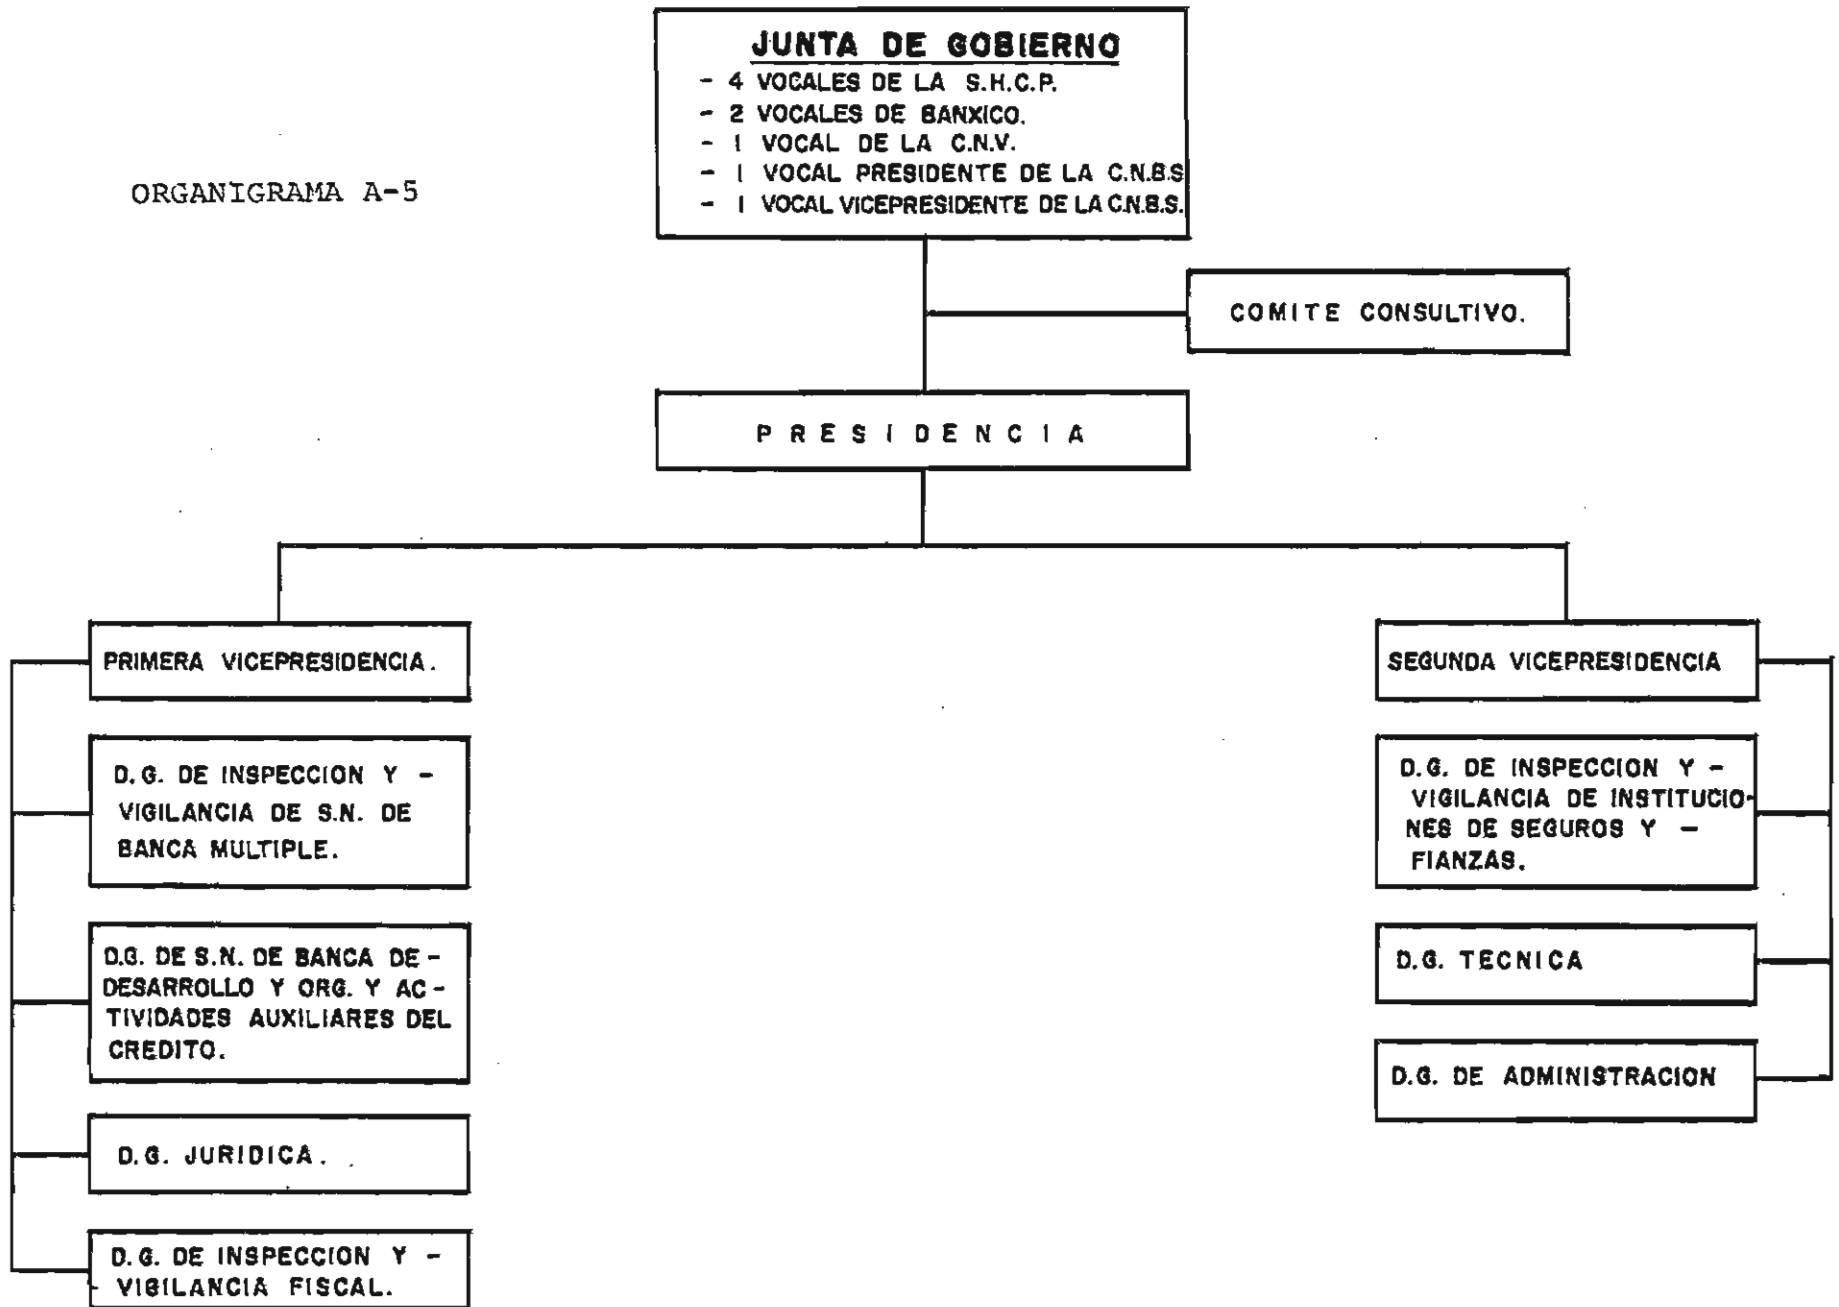 JUNTA DE GOBIERNO
- 4 VOCALES DE LA S.H.C.P.
- 2 VOCALES DE BANXICO.
- 1 VOCAL DE LA C.N.V.
- 1 VOCAL PRESIDENTE DE LA C.N.B.S
- 1 VOCAL VICEPRESIDENTE DE LA C.N.B.S.
ORGANIGRAMA A-5
COMITE CONSULTIVO.
PRESIDENCIA
PRIMERA VICEPRESIDENCIA.
D.G. DE INSPECCION Y -
VIGILANCIA DE S.N. DE
BANCA MULTIPLE.
D.G. DE S.N. DE BANCA DE -
DESARROLLO Y ORG. Y AC -
TIVIDADES AUXILIARES DEL
CREDITO.
D.G. JURIDICA.
D.G. DE INSPECCION Y -
VIGILANCIA FISCAL.
SEGUNDA VICEPRESIDENCIA
D.G. DE INSPECCION Y -
VIGILANCIA DE INSTITUCIO-
NES DE SEGUROS Y -
FIANZAS.
D.G. TECNICA
D.G. DE ADMINISTRACION